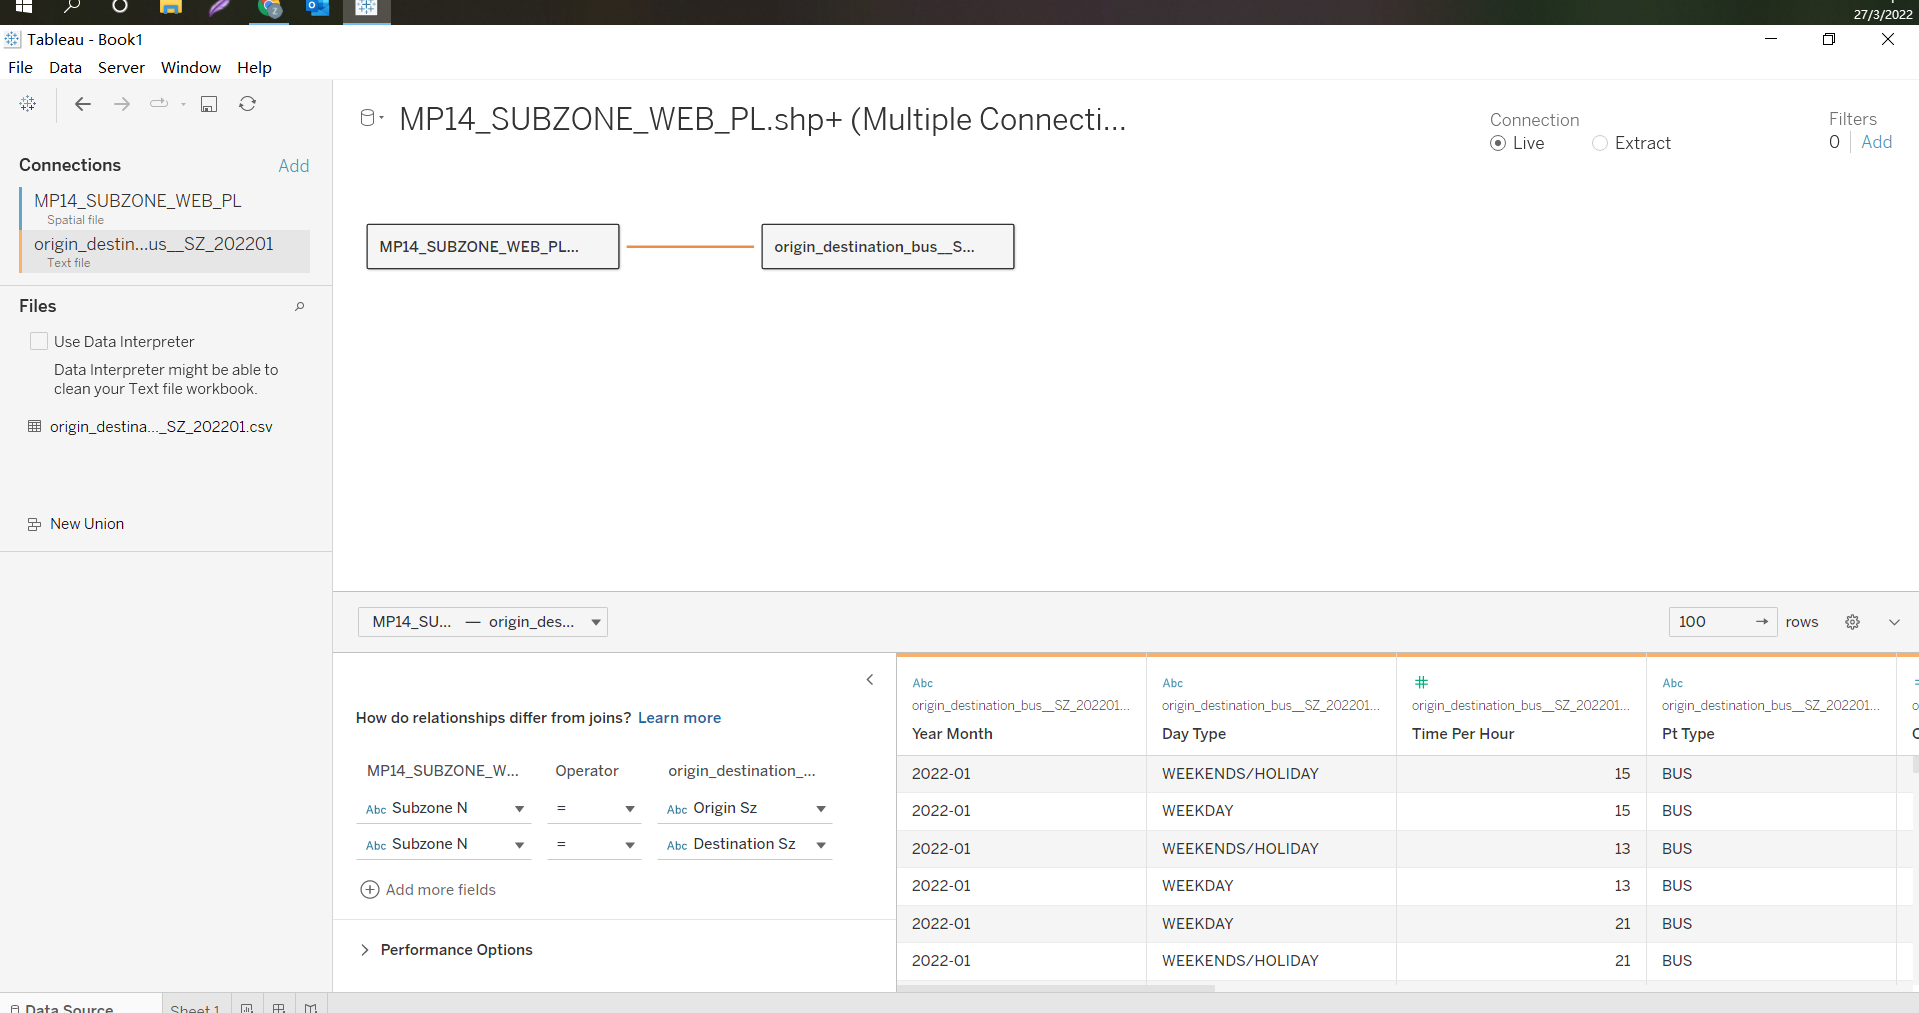 27/3/2022
Tableau - Book1
File Data Server Window Help
Connections Add
MP14_SUBZONE_WEB_PL
Spatial file
origin_destin...us__SZ_202201
Text file
Files
Use Data Interpreter
Data Interpreter might be able to
clean your Text file workbook.
origin_destina..._SZ_202201.csv
New Union
MP14_SUBZONE_WEB_PL.shp+ (Multiple Connecti...
Connection
Live Extract
Filters
0 Add
MP14_SUBZONE_WEB_PL... origin_destination_bus__S...
MP14_SU... — origin_des...
100 → rows
How do relationships differ from joins? Learn more
MP14_SUBZONE_W... Operator origin_destination_...
Abc Subzone N = Abc Origin Sz
Abc Subzone N = Abc Destination Sz
Add more fields
Performance Options
Abc Abc # Abc
origin_destination_bus__SZ_202201... origin_destination_bus__SZ_202201... origin_destination_bus__SZ_202201... origin_destination_bus__SZ_202201...
Year Month Day Type Time Per Hour Pt Type
2022-01 WEEKENDS/HOLIDAY 15 BUS
2022-01 WEEKDAY 15 BUS
2022-01 WEEKENDS/HOLIDAY 13 BUS
2022-01 WEEKDAY 13 BUS
2022-01 WEEKDAY 21 BUS
2022-01 WEEKENDS/HOLIDAY 21 BUS
Data Source Sheet 1